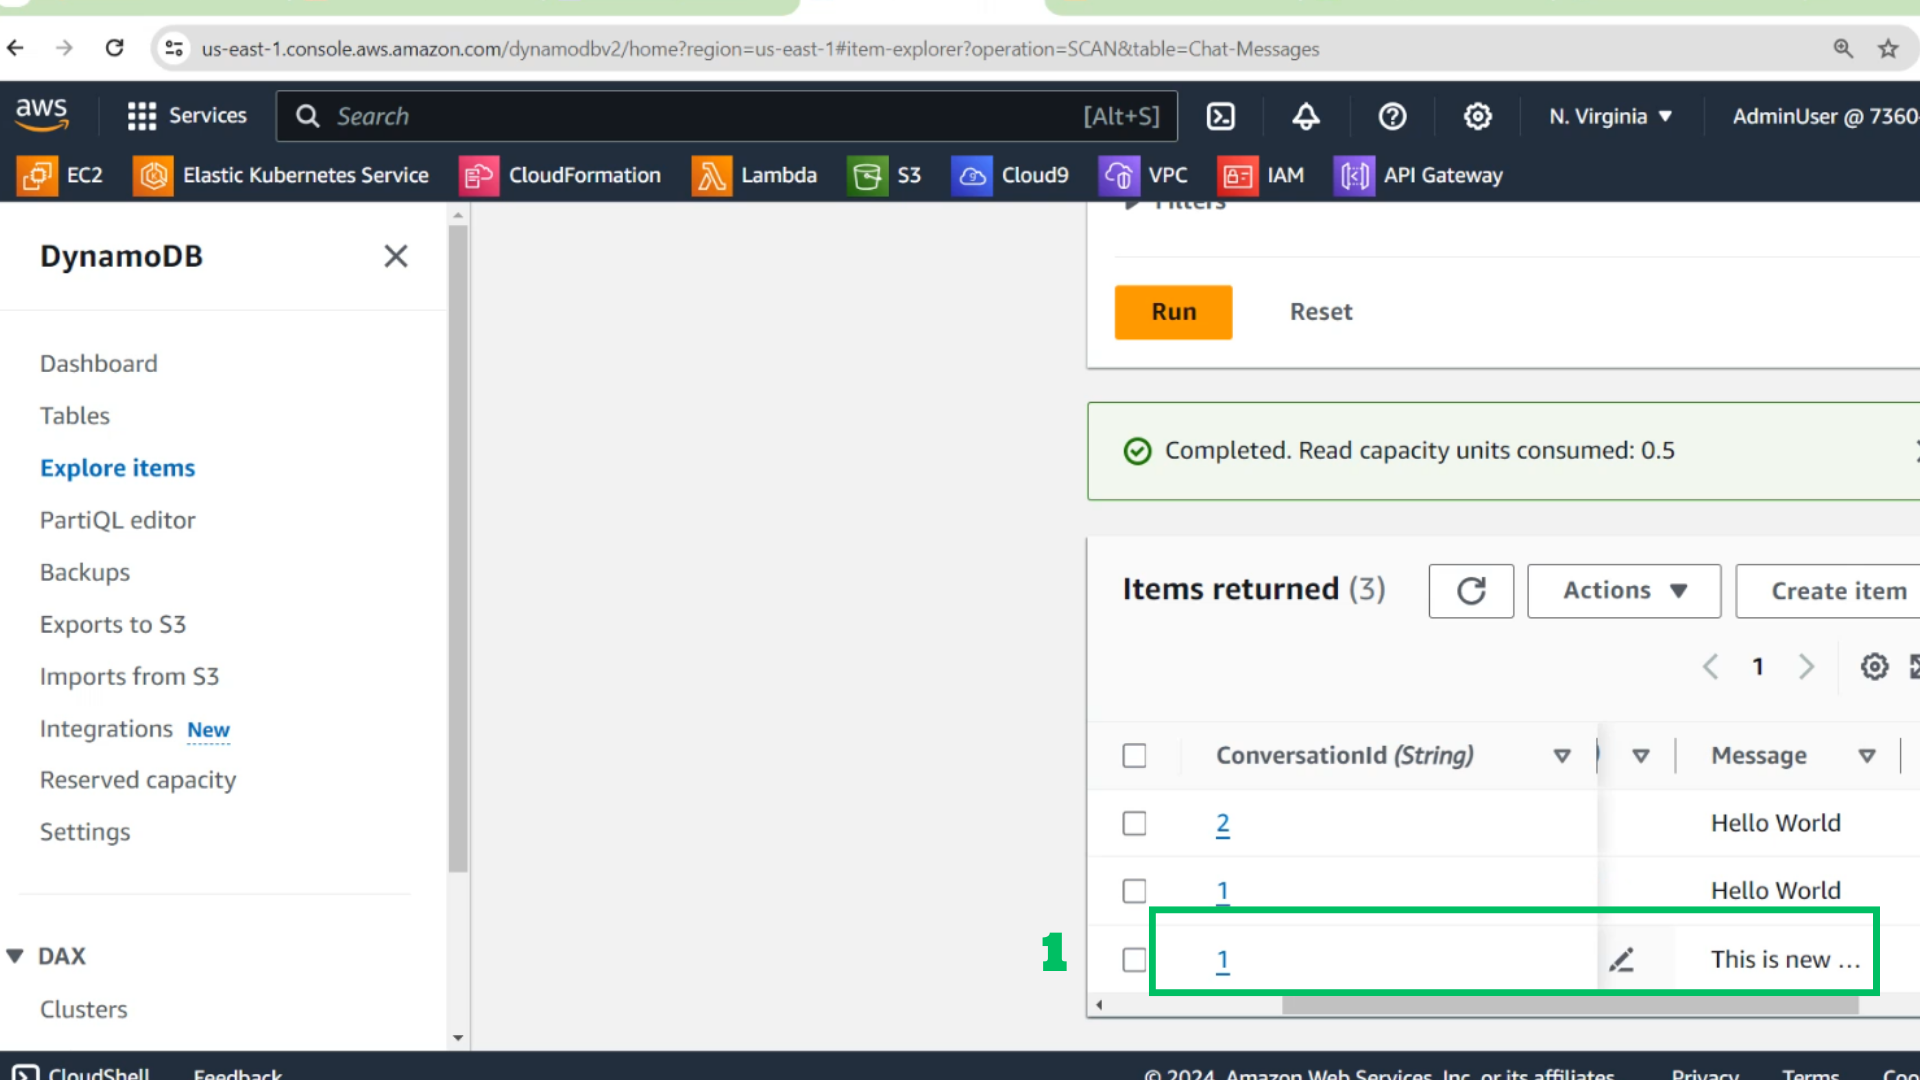 us-east-1.console.aws.amazon.com/dynamodbv2/home?region=us-east-1#item-explorer?operation=SCAN&table=Chat-Messages
aws Services Search [Alt+S] N. Virginia ▼ AdminUser @ 7360
EC2 Elastic Kubernetes Service CloudFormation Lambda S3 Cloud9 VPC IAM API Gateway
DynamoDB
Dashboard
Tables
Explore items
PartiQL editor
Backups
Exports to S3
Imports from S3
Integrations New
Reserved capacity
Settings
▼ DAX
Clusters
Filters
Run Reset
Completed. Read capacity units consumed: 0.5
Items returned (3) Actions ▼ Create item
1
ConversationId (String) Message
2 Hello World
1 Hello World
1 1 This is new ...
CloudShell Feedback © 2024, Amazon Web Services, Inc. or its affiliates. Privacy Terms Coo